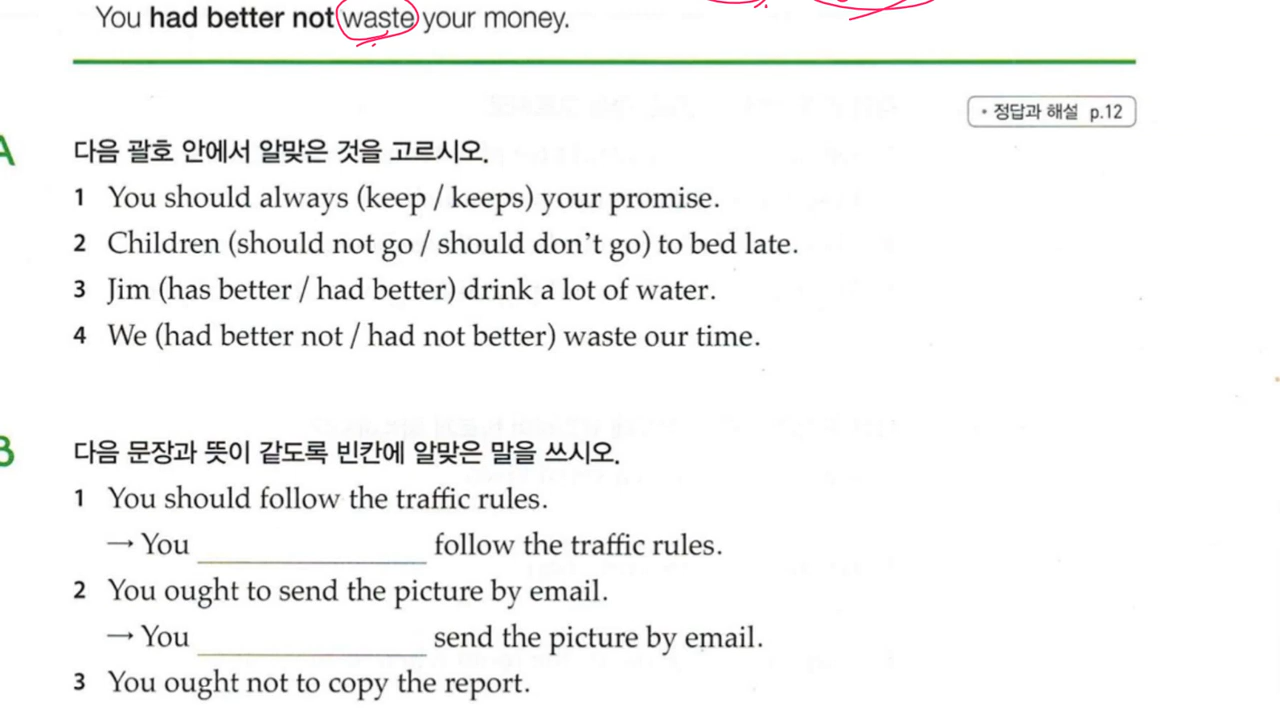 You had better not waste your money.
• 정답과 해설 p.12
A 다음 괄호 안에서 알맞은 것을 고르시오.
1 You should always (keep / keeps) your promise.
2 Children (should not go / should don't go) to bed late.
3 Jim (has better / had better) drink a lot of water.
4 We (had better not / had not better) waste our time.
B 다음 문장과 뜻이 같도록 빈칸에 알맞은 말을 쓰시오.
1 You should follow the traffic rules.
→ You ____________ follow the traffic rules.
2 You ought to send the picture by email.
→ You ____________ send the picture by email.
3 You ought not to copy the report.